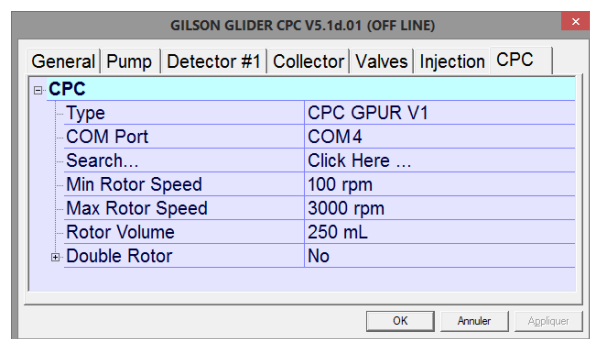 GILSON GLIDER CPC V5.1d.01 (OFF LINE)
General Pump Detector #1 Collector Valves Injection CPC
CPC
Type CPC GPUR V1
COM Port COM4
Search... Click Here ...
Min Rotor Speed 100 rpm
Max Rotor Speed 3000 rpm
Rotor Volume 250 mL
Double Rotor No
OK Annuler Appliquer